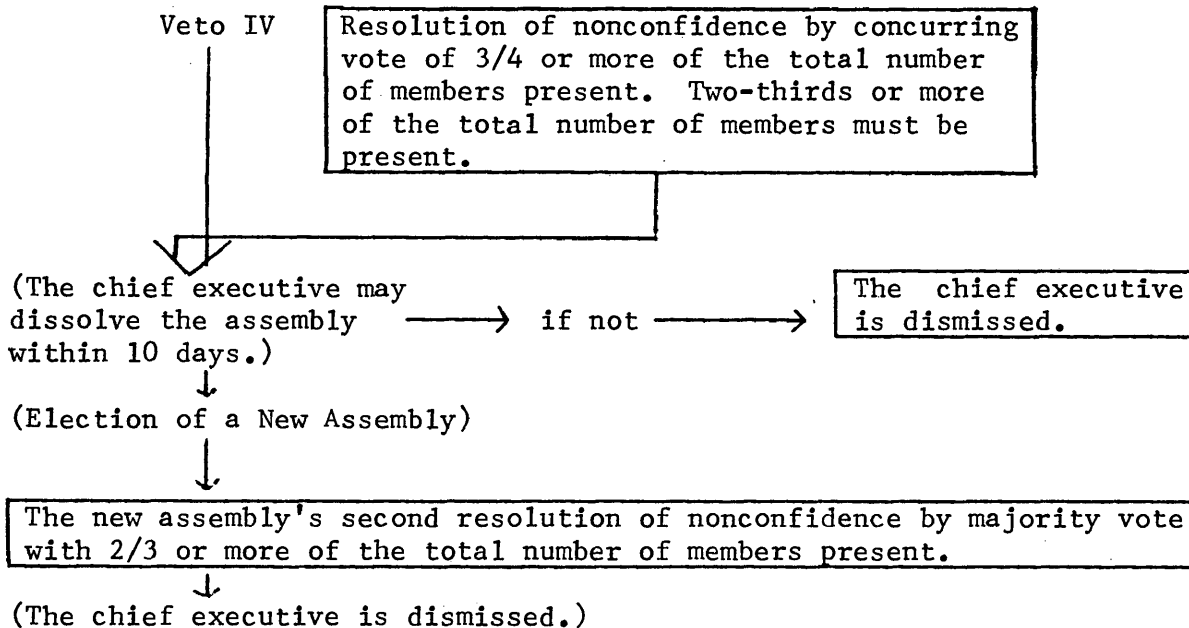 Veto IV
Resolution of nonconfidence by concurring
vote of 3/4 or more of the total number
of members present. Two-thirds or more
of the total number of members must be
present.
(The chief executive may
dissolve the assembly
within 10 days.)
if not
The chief executive
is dismissed.
(Election of a New Assembly)
The new assembly's second resolution of nonconfidence by majority vote
with 2/3 or more of the total number of members present.
(The chief executive is dismissed.)